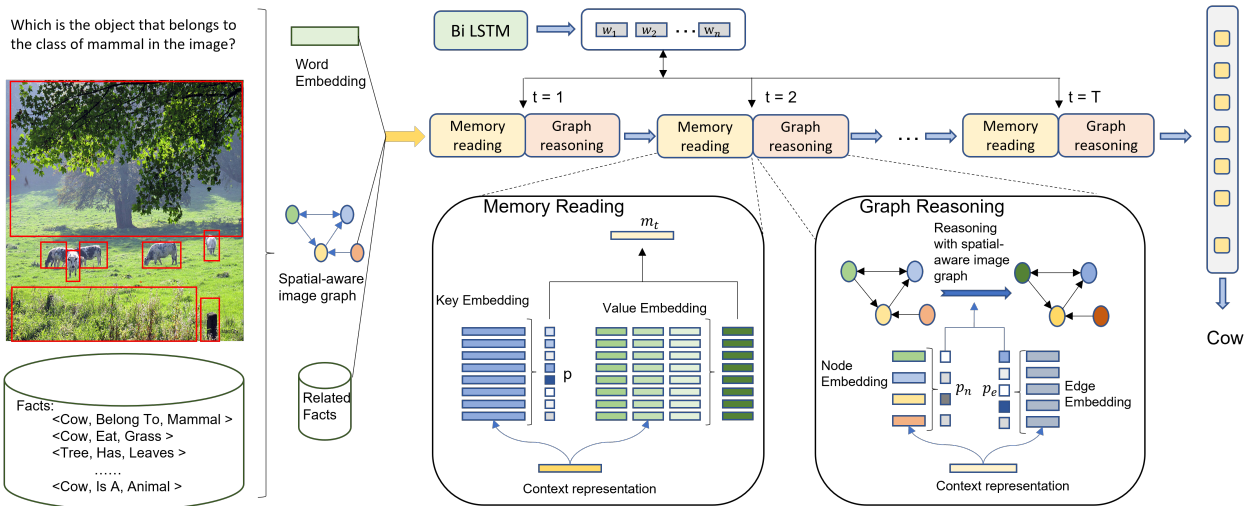 Which is the object that belongs to
the class of mammal in the image?
Facts:
<Cow, Belong To, Mammal >
<Cow, Eat, Grass >
<Tree, Has, Leaves >
......
<Cow, Is A, Animal >
Word
Embedding
Spatial-aware
image graph
Related
Facts
Bi LSTM
w₁ w₂ ... wₙ
t = 1
t = 2
t = T
Memory
reading
Graph
reasoning
Memory
reading
Graph
reasoning
...
Memory
reading
Graph
reasoning
Memory Reading
mₜ
Key Embedding
Value Embedding
p
Context representation
Graph Reasoning
Reasoning
with spatial-
aware image
graph
Node
Embedding
pₙ
pₑ
Edge
Embedding
Context representation
Cow